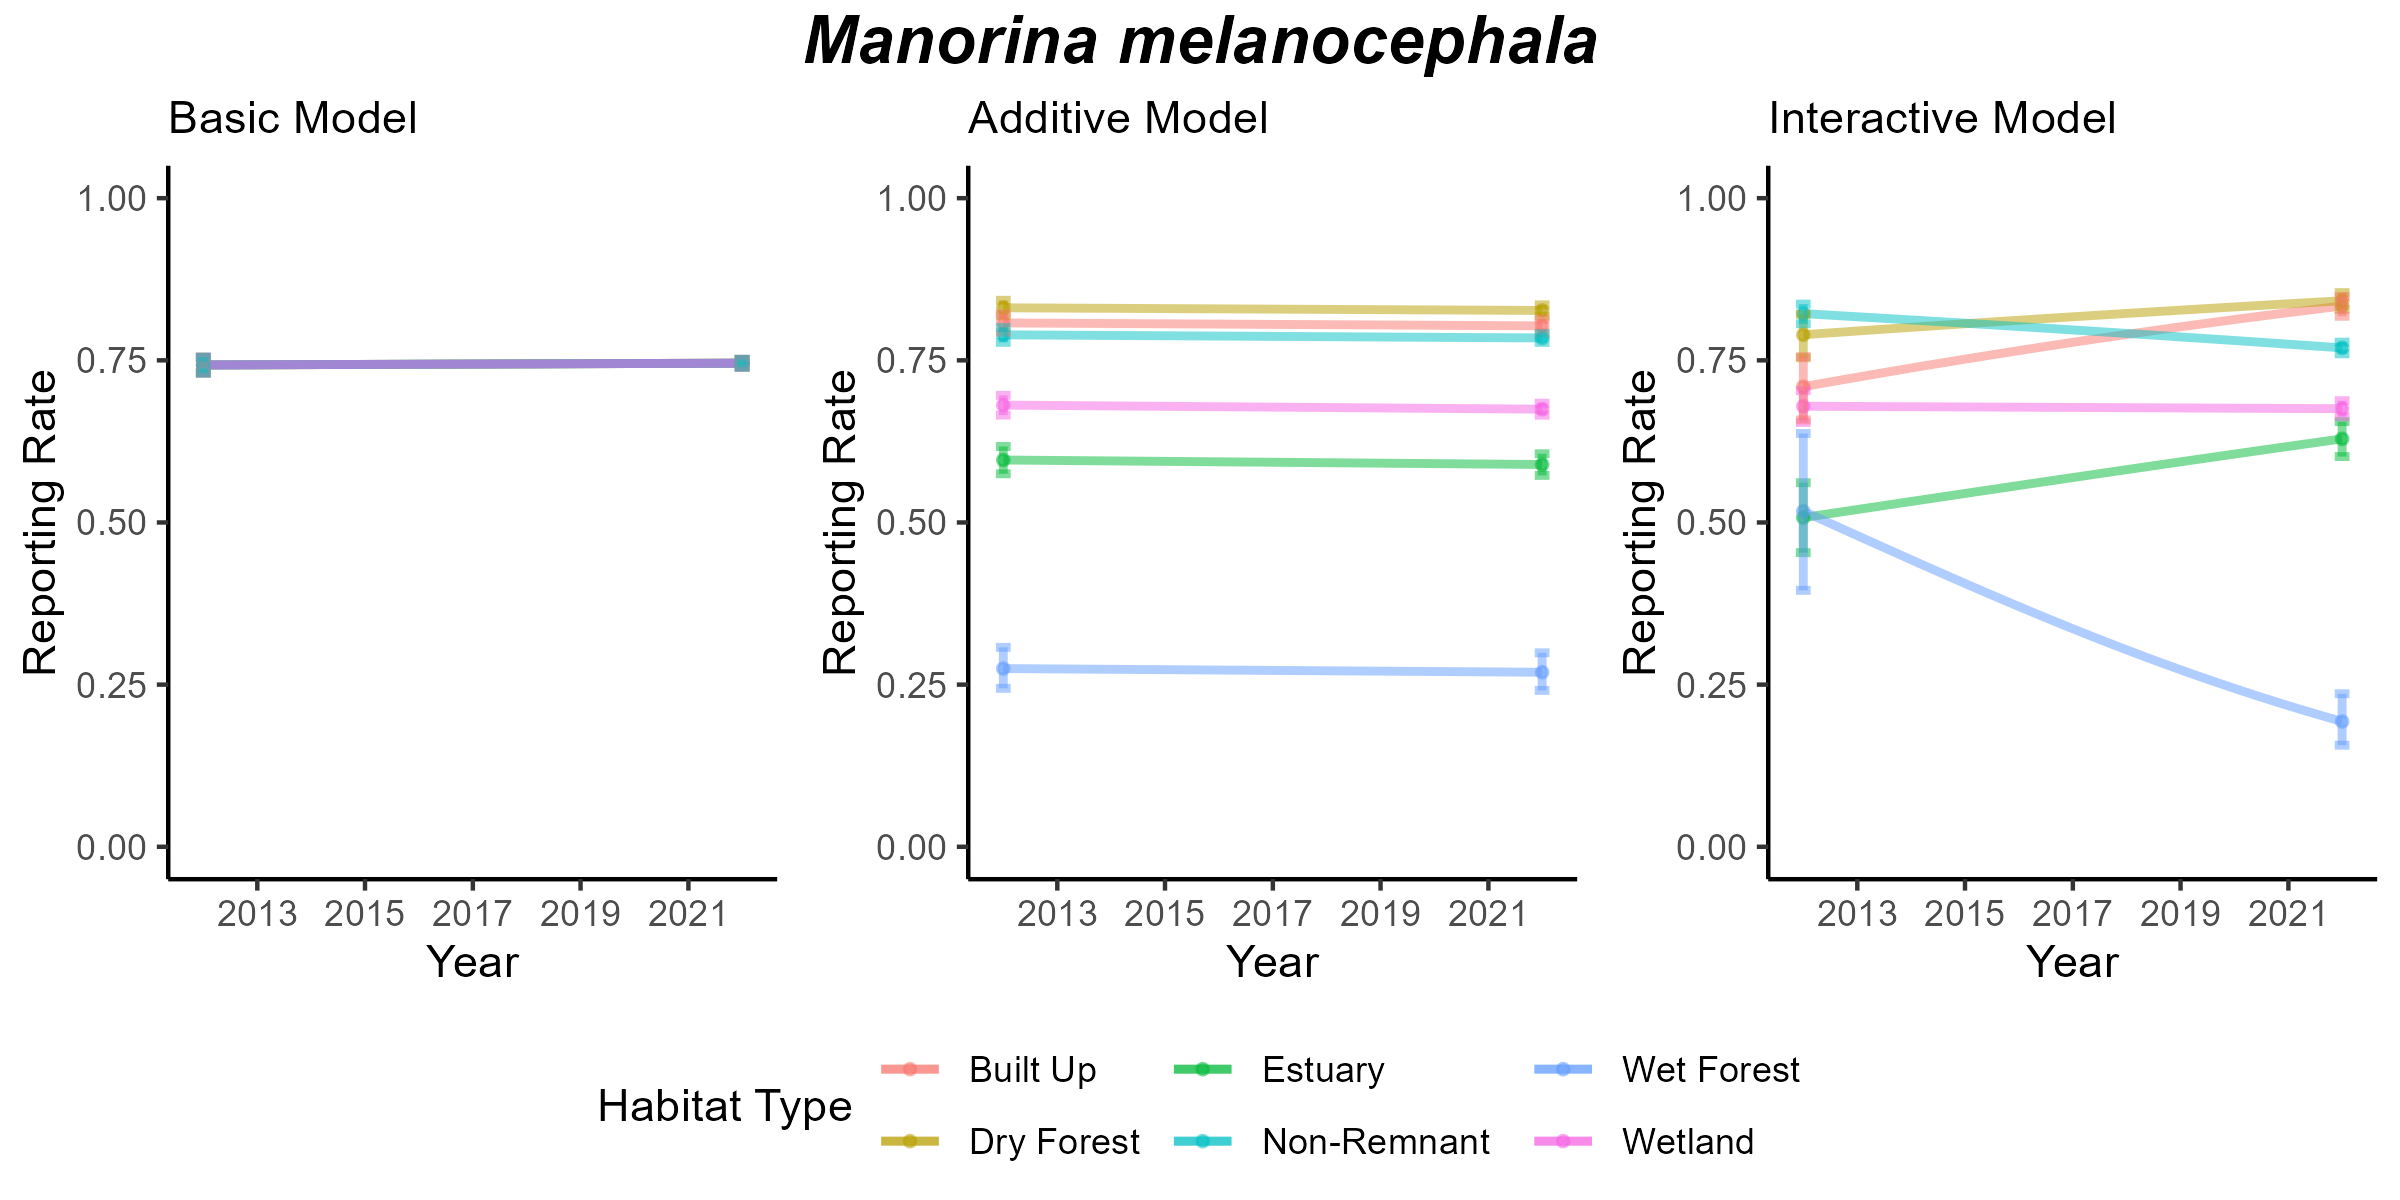 Manorina melanocephala
Basic Model
Additive Model
Interactive Model
Reporting Rate
1.00
0.75
0.50
0.25
0.00
2013 2015 2017 2019 2021
Year
Reporting Rate
1.00
0.75
0.50
0.25
0.00
2013 2015 2017 2019 2021
Year
Reporting Rate
1.00
0.75
0.50
0.25
0.00
2013 2015 2017 2019 2021
Year
Habitat Type
Built Up
Estuary
Wet Forest
Dry Forest
Non-Remnant
Wetland